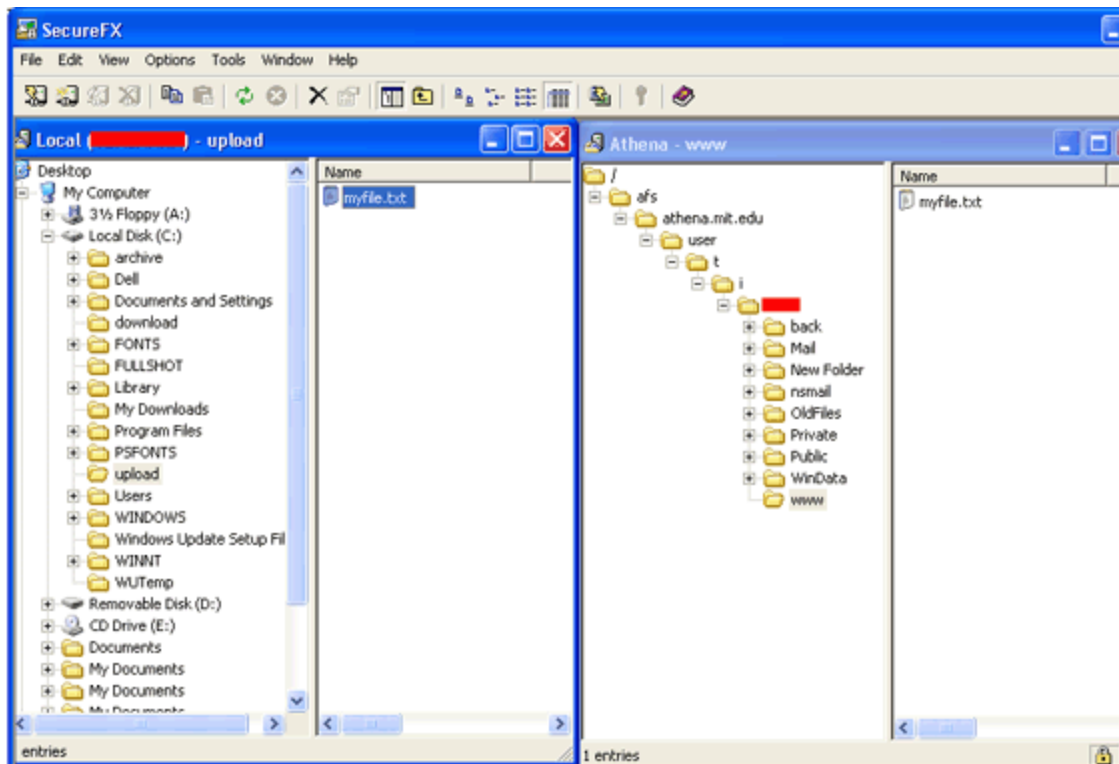 SecureFX
File Edit View Options Tools Window Help
Local ( ) - upload
Desktop
My Computer
3½ Floppy (A:)
Local Disk (C:)
archive
Dell
Documents and Settings
download
FONTS
FULLSHOT
Library
My Downloads
Program Files
PSFONTS
upload
Users
WINDOWS
Windows Update Setup Fil
WINNT
WUTemp
Removable Disk (D:)
CD Drive (E:)
Documents
My Documents
My Documents
My Documents
entries
Name
myfile.txt
Athena - www
/
afs
athena.mit.edu
user
t
i
back
Mail
New Folder
nsmail
OldFiles
Private
Public
WinData
www
1 entries
Name
myfile.txt